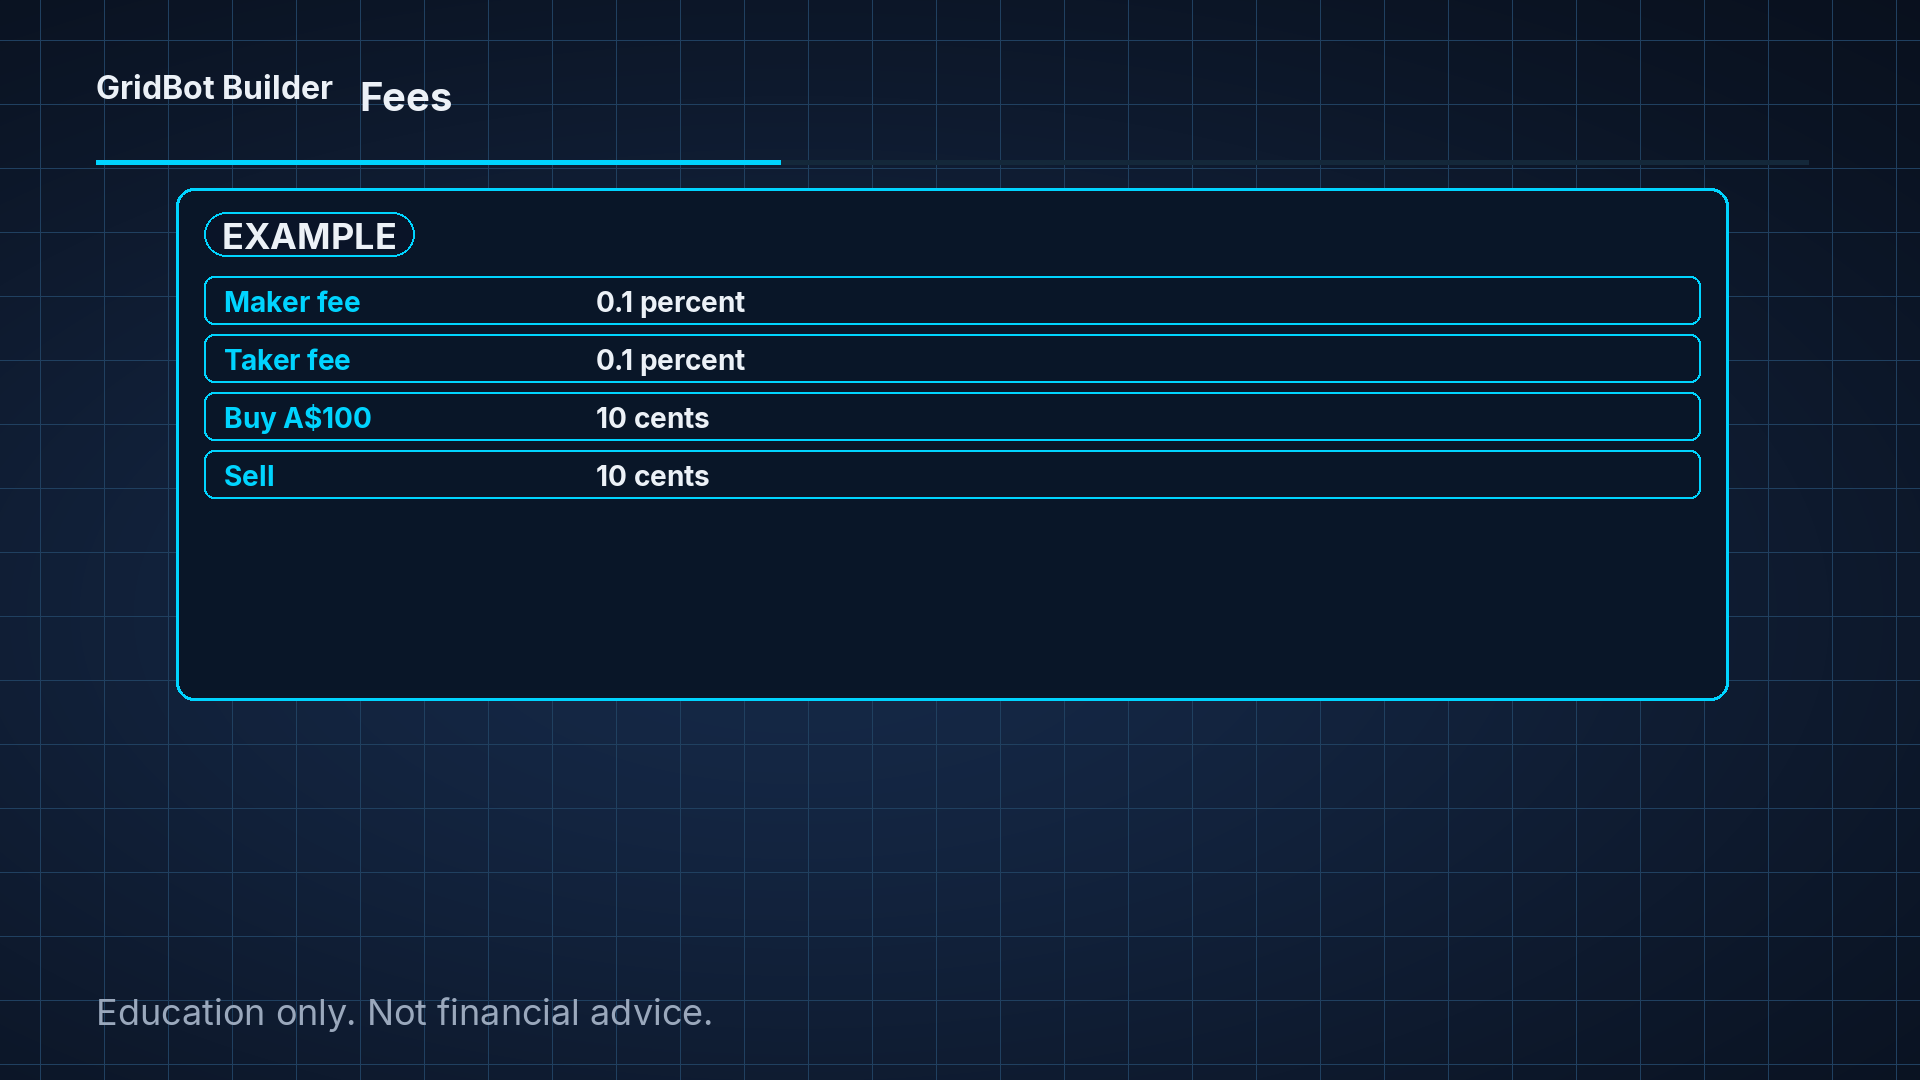 GridBot Builder Fees
EXAMPLE
Maker fee 0.1 percent
Taker fee 0.1 percent
Buy A$100 10 cents
Sell 10 cents
Education only. Not financial advice.